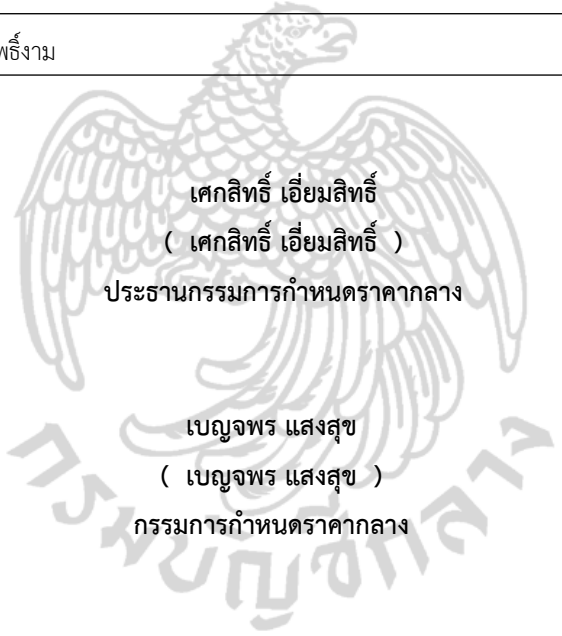 พธิ์งาม
เศกสิทธิ์ เอี่ยมสิทธิ์
( เศกสิทธิ์ เอี่ยมสิทธิ์ )
ประธานกรรมการกำหนดราคากลาง
เบญจพร แสงสุข
( เบญจพร แสงสุข )
กรรมการกำหนดราคากลาง
กรมบัญชีกลาง